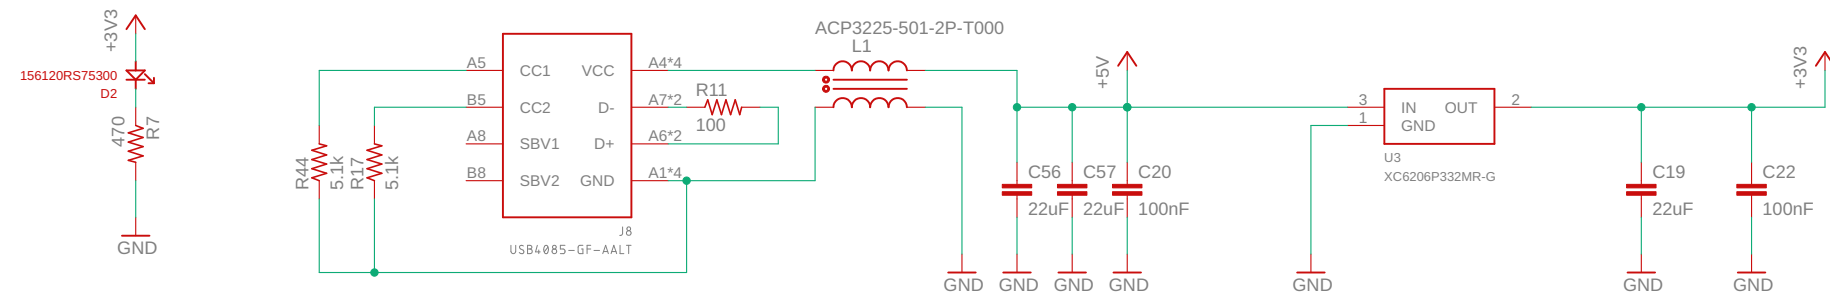 +3V3
156120RS75300
D2
470
R7
GND
R44
5.1k
R17
5.1k
A5
B5
A8
B8
CC1
CC2
SBV1
SBV2
VCC
D-
D+
GND
A4*4
A7*2
A6*2
A1*4
J8
USB4085-GF-AALT
R11
100
ACP3225-501-2P-T000
L1
GND
+5V
C56
22uF
GND
C57
22uF
GND
C20
100nF
GND
GND
3
1
IN
GND
OUT
2
U3
XC6206P332MR-G
C19
22uF
GND
C22
100nF
GND
+3V3